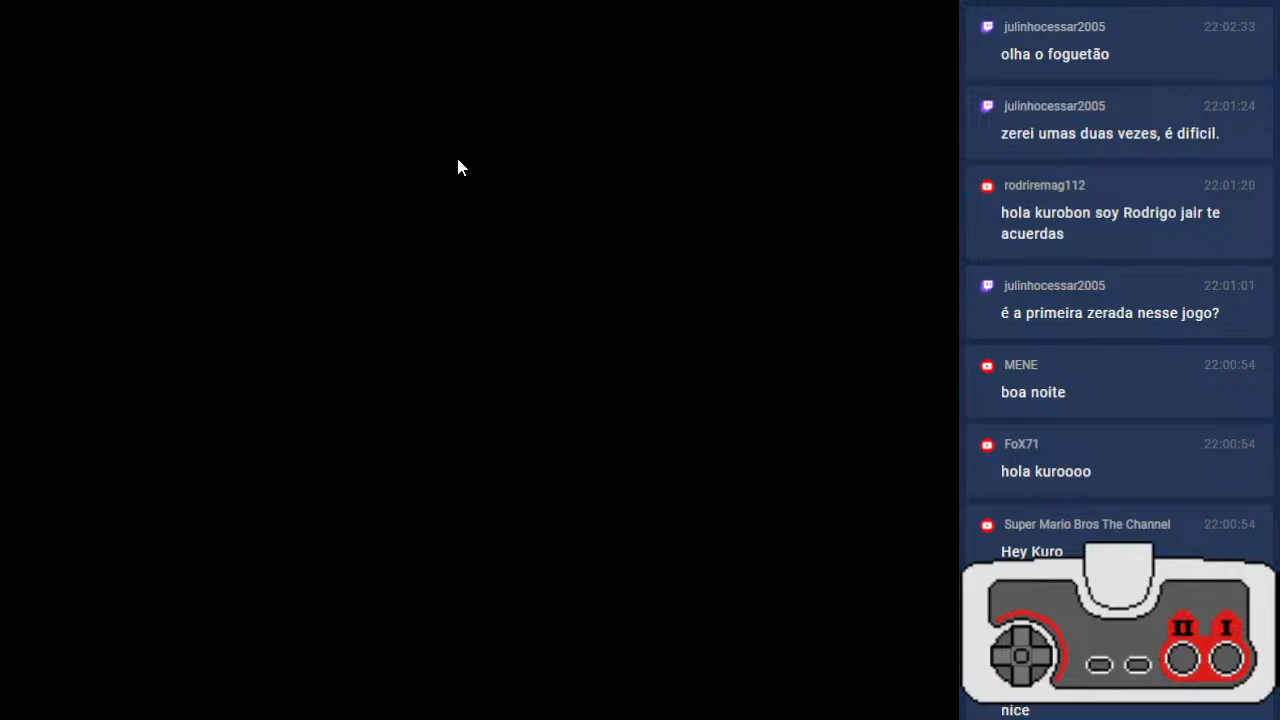 julinhocessar2005 22:02:33
olha o foguetão
julinhocessar2005 22:01:24
zerei umas duas vezes, é dificil.
rodriremag112 22:01:20
hola kurobon soy Rodrigo jair te
acuerdas
julinhocessar2005 22:01:01
é a primeira zerada nesse jogo?
MENE 22:00:54
boa noite
FoX71 22:00:54
hola kuroooo
Super Mario Bros The Channel 22:00:54
Hey Kuro
II I
nice